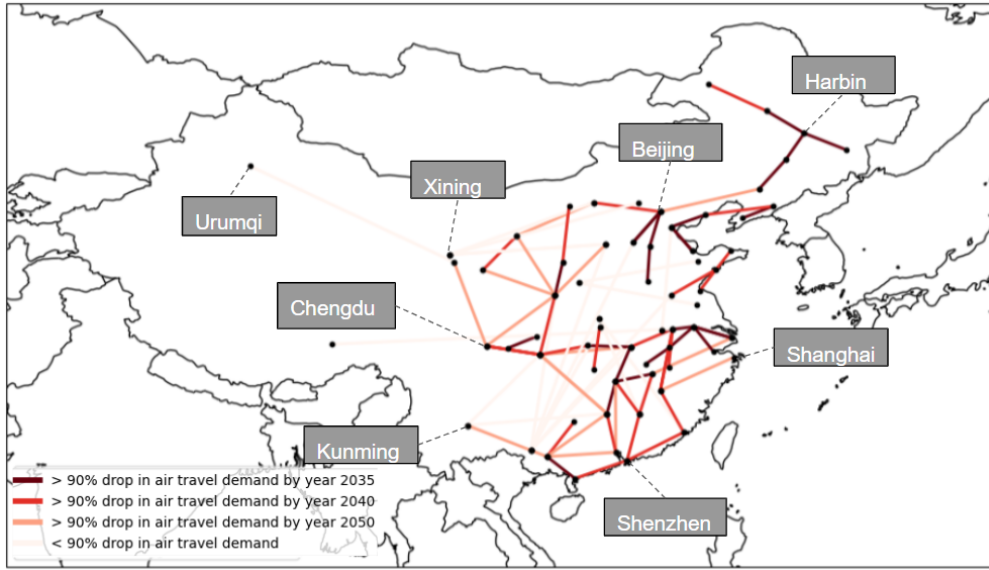 Harbin
Beijing
Xining
Urumqi
Chengdu
Shanghai
Kunming
Shenzhen
> 90% drop in air travel demand by year 2035
> 90% drop in air travel demand by year 2040
> 90% drop in air travel demand by year 2050
< 90% drop in air travel demand